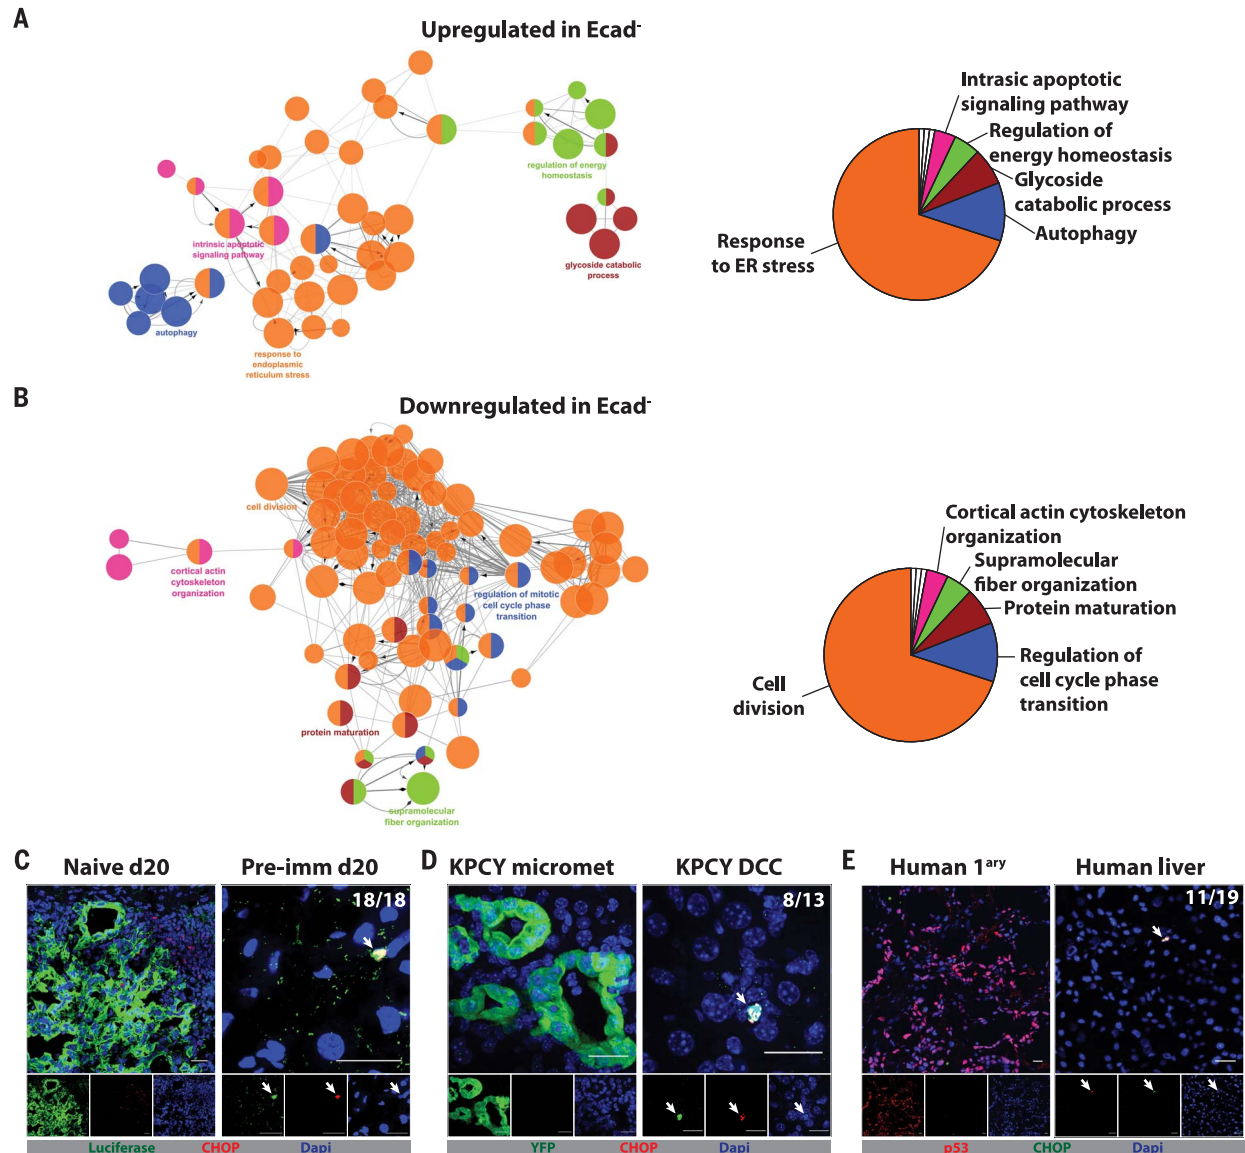 A
Upregulated in Ecad-
regulation of energy
homeostasis
intrinsic apoptotic
signaling pathway
glycoside catabolic
process
autophagy
response to
endoplasmic
reticulum stress
Intrasic apoptotic
signaling pathway
Regulation of
energy homeostasis
Glycoside
catabolic process
Autophagy
Response
to ER stress
B
Downregulated in Ecad-
cell division
cortical actin
cytoskeleton
organization
regulation of mitotic
cell cycle phase
transition
protein maturation
supramolecular
fiber organization
Cortical actin cytoskeleton
organization
Supramolecular
fiber organization
Protein maturation
Regulation of
cell cycle phase
transition
Cell
division
C
Naive d20
Pre-imm d20
18/18
Luciferase CHOP Dapi
D
KPCY micromet
KPCY DCC
8/13
YFP CHOP Dapi
E
Human 1ary
Human liver
11/19
p53 CHOP Dapi